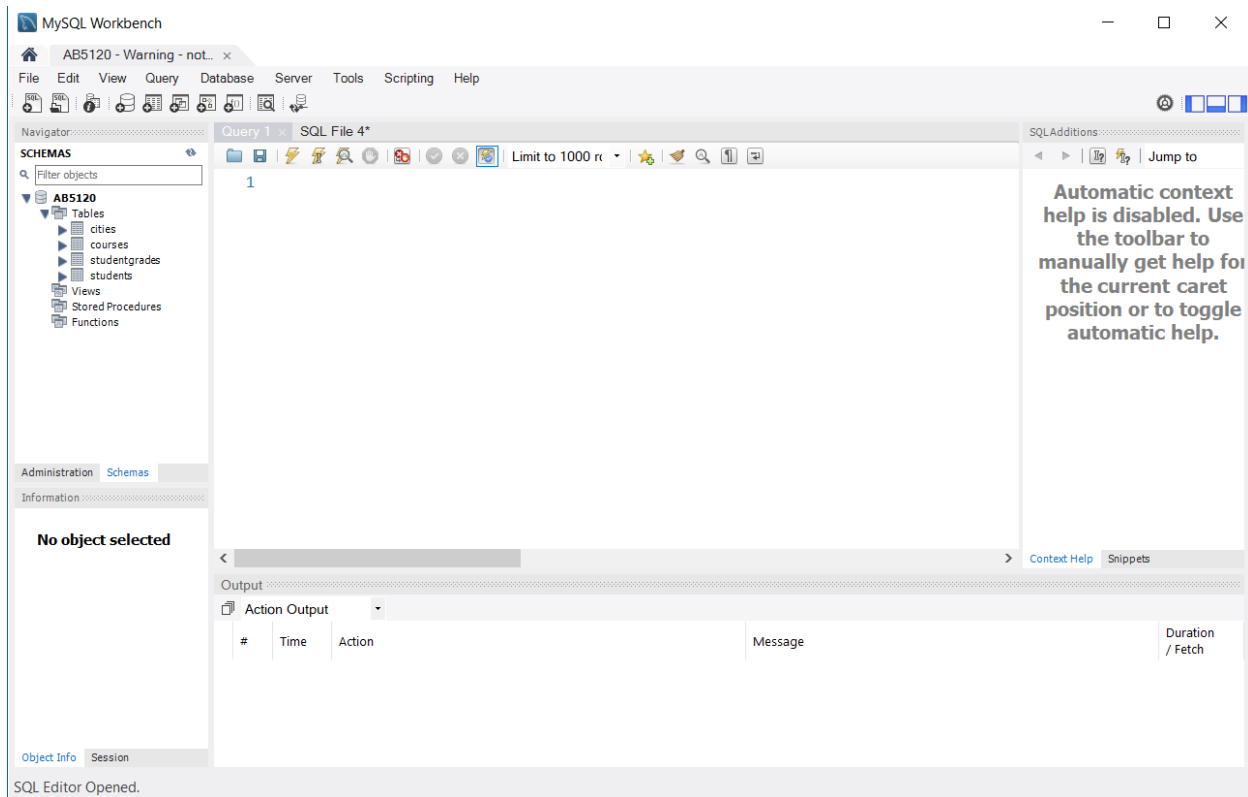 MySQL Workbench
AB5120 - Warning - not...
File Edit View Query Database Server Tools Scripting Help
SQL SQL
Navigator
SCHEMAS
Filter objects
AB5120
Tables
cities
courses
studentgrades
students
Views
Stored Procedures
Functions
Administration Schemas
Information
No object selected
Object Info Session
Query 1 SQL File 4*
Limit to 1000 rc
1
Output
Action Output
# Time Action Message Duration
/ Fetch
SQLAdditions
Jump to
Automatic context
help is disabled. Use
the toolbar to
manually get help for
the current caret
position or to toggle
automatic help.
Context Help Snippets
SQL Editor Opened.